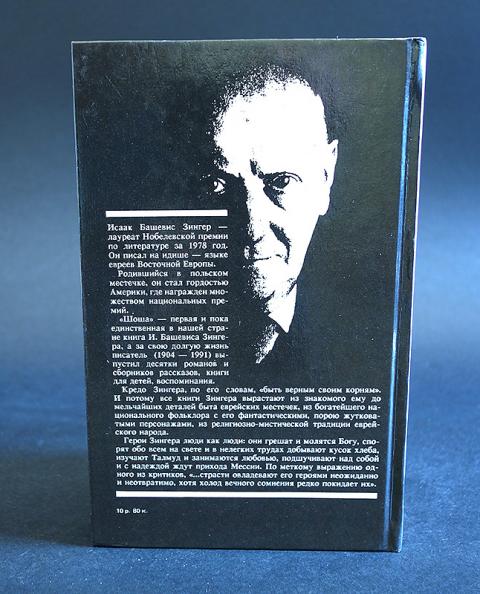 Исаак Башевис Зингер —
лауреат Нобелевской премии
по литературе за 1978 год.
Он писал на идише — языке
евреев Восточной Европы.
Родившийся в польском
местечке, он стал гордостью
Америки, где награжден мно-
жеством национальных пре-
мий.
«Шоша» — первая и пока
единственная в нашей стра-
не книга И. Башевиса Зинге-
ра, а за свою долгую жизнь
писатель (1904 — 1991) вы-
пустил десятки романов и
сборников рассказов, книги
для детей, воспоминания.
Кредо Зингера, по его словам, «быть верным своим корням».
И потому все книги Зингера вырастают из знакомого ему до
мельчайших деталей быта еврейских местечек, из богатейшего на-
ционального фольклора с его фантастическими, порою жуткова-
тыми персонажами, из религиозно-мистической традиции еврей-
ского народа.
Герои Зингера люди как люди: они грешат и молятся Богу, спо-
рят обо всем на свете и в нелегких трудах добывают кусок хлеба,
изучают Талмуд и занимаются любовью, подшучивают над собой
и с надеждой ждут прихода Мессии. По меткому выражению одно-
го из критиков, «...страсти овладевают его героями неожиданно
и неотвратимо, хотя холод вечного сомнения редко покидает их».
10 р. 80 к.